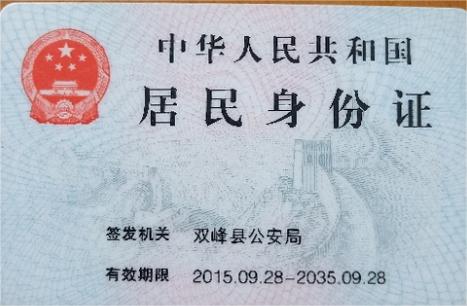 中华人民共和国
居民身份证
签发机关 双峰县公安局
有效期限 2015.09.28-2035.09.28